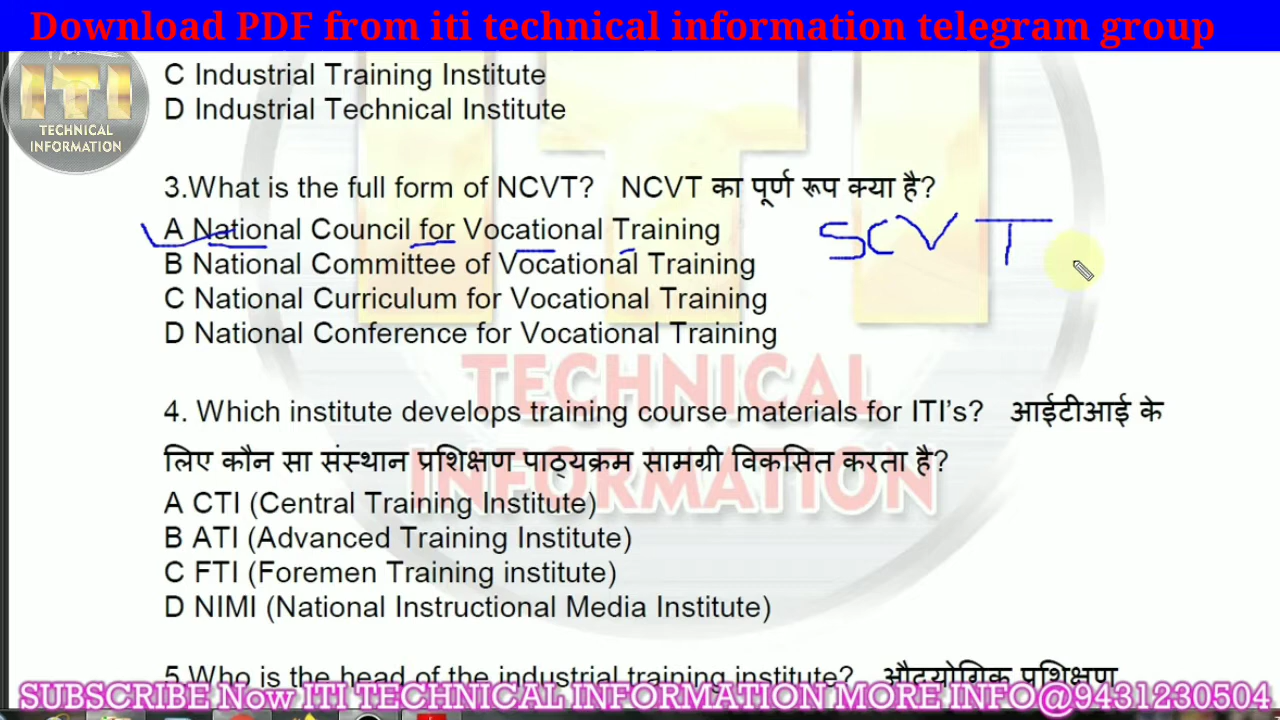 Download PDF from iti technical information telegram group
ITI
TECHNICAL
INFORMATION
C Industrial Training Institute
D Industrial Technical Institute
3.What is the full form of NCVT? NCVT का पूर्ण रूप क्या है?
A National Council for Vocational Training
SCVT
B National Committee of Vocational Training
C National Curriculum for Vocational Training
D National Conference for Vocational Training
ITI
TECHNICAL
INFORMATION
4. Which institute develops training course materials for ITI's? आईटीआई के
लिए कौन सा संस्थान प्रशिक्षण पाठ्यक्रम सामग्री विकसित करता है?
A CTI (Central Training Institute)
B ATI (Advanced Training Institute)
C FTI (Foremen Training institute)
D NIMI (National Instructional Media Institute)
5.Who is the head of the industrial training institute? औद्योगिक प्रशिक्षण
SUBSCRIBE Now ITI TECHNICAL INFORMATION MORE INFO@9431230504